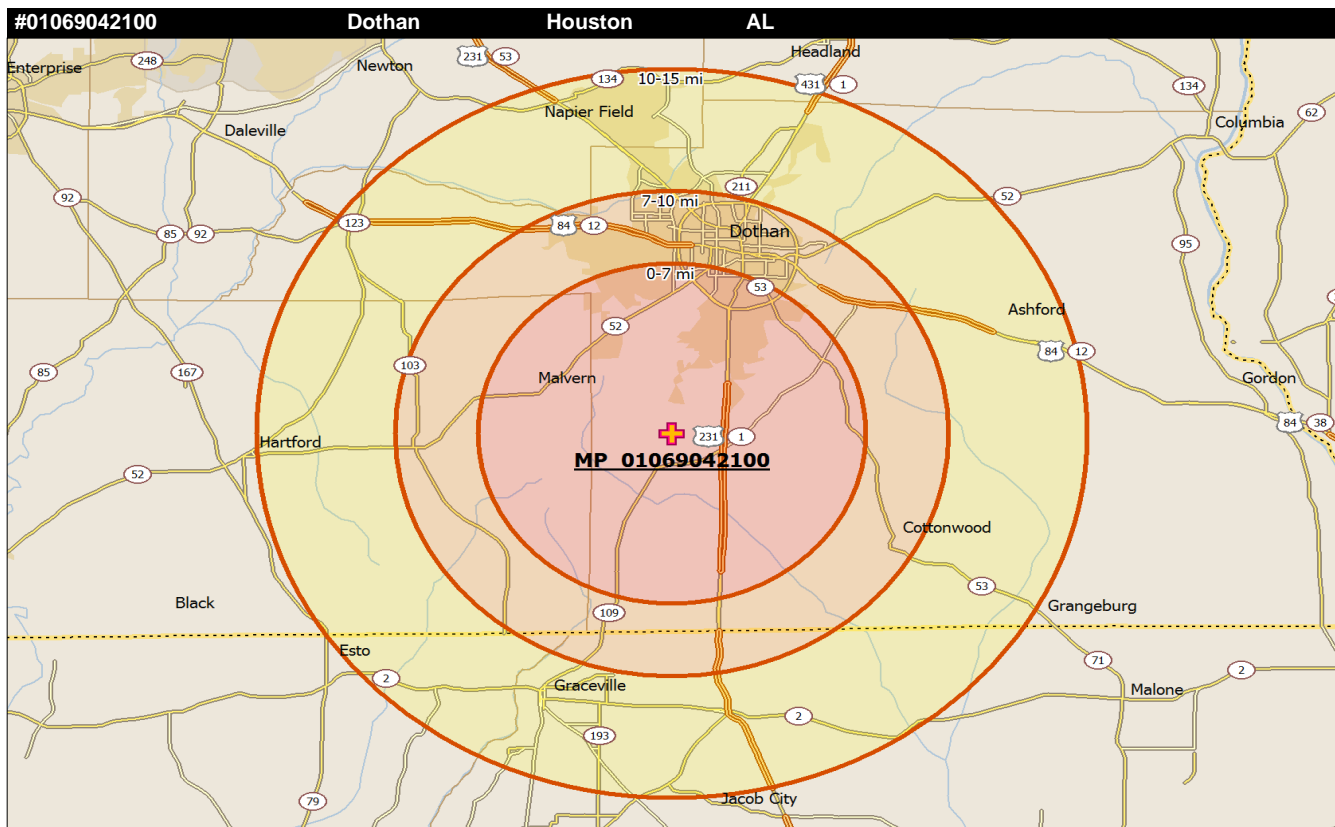 #01069042100 Dothan Houston AL
Headland
231 53
248
Newton
Enterprise
134 10-15 mi
431 1
134
Napier Field
62
Columbia
Daleville
211
92
7-10 mi
52
123
84 12
Dothan
85 92
95
0-7 mi
53
Ashford
52
84 12
103
85
167
Malvern
Gordon
84 38
231 1
Hartford
MP 01069042100
52
Cottonwood
53
Black
Grangeburg
109
Esto
71
2
2
Graceville
Malone
2
193
Jacob City
79